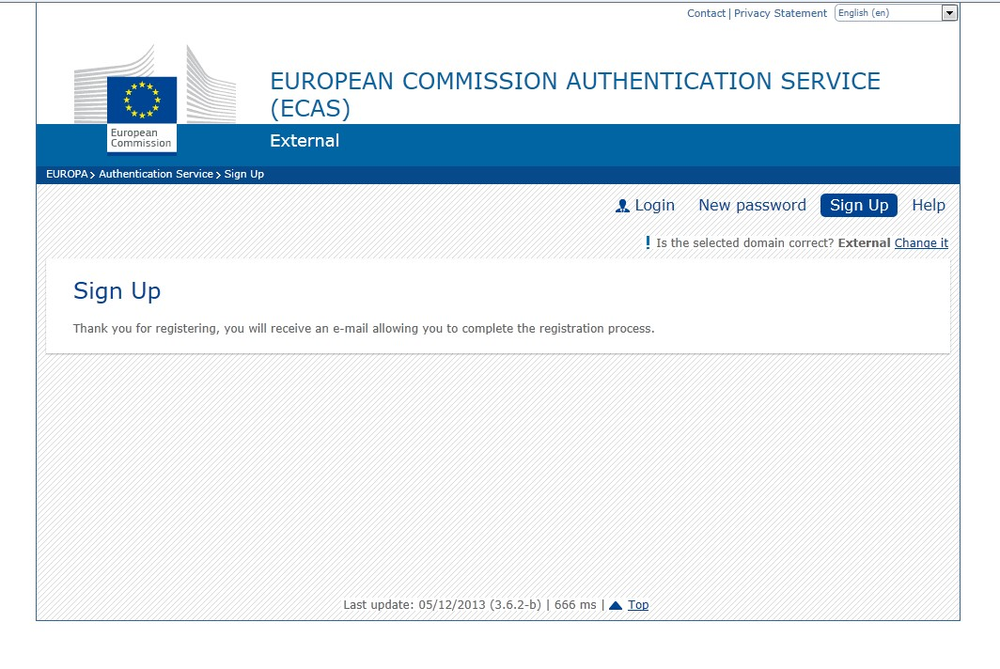 Contact | Privacy Statement English (en)
EUROPEAN COMMISSION AUTHENTICATION SERVICE
(ECAS)
European
Commission
External
EUROPA > Authentication Service > Sign Up
Login New password Sign Up Help
! Is the selected domain correct? External Change it
Sign Up
Thank you for registering, you will receive an e-mail allowing you to complete the registration process.
Last update: 05/12/2013 (3.6.2-b) | 666 ms | Top